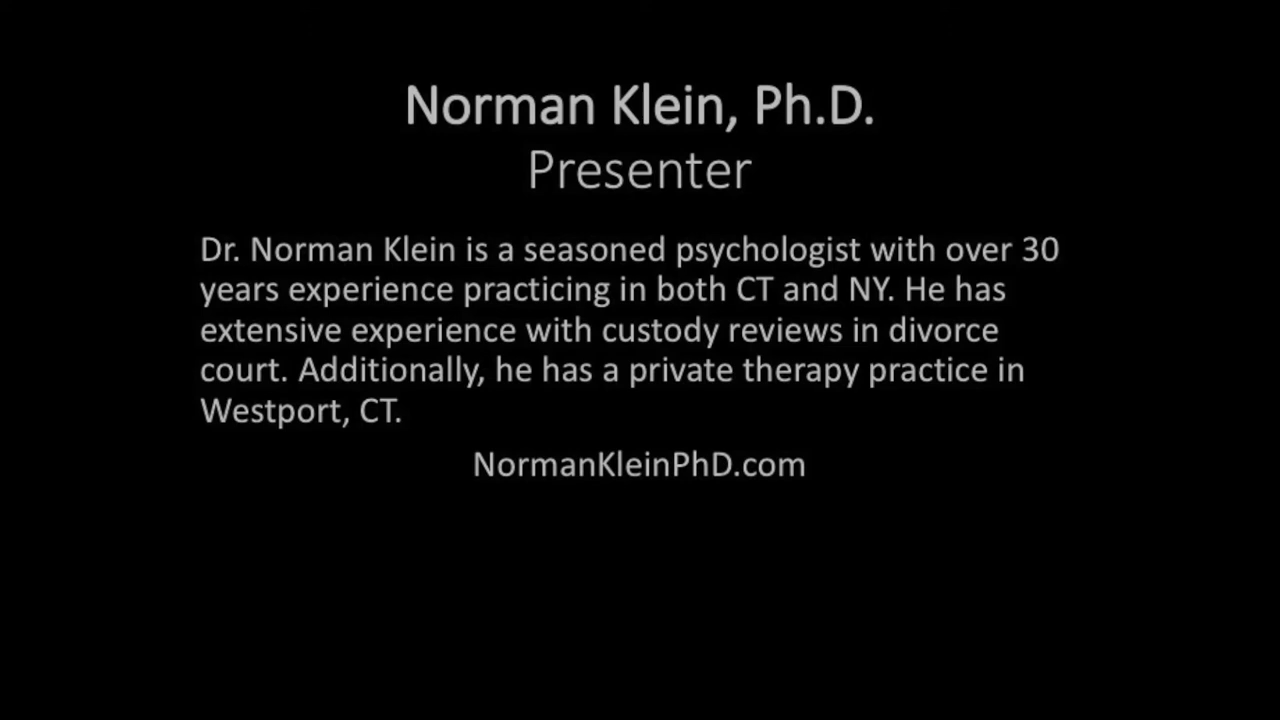 Norman Klein, Ph.D.
Presenter
Dr. Norman Klein is a seasoned psychologist with over 30
years experience practicing in both CT and NY. He has
extensive experience with custody reviews in divorce
court. Additionally, he has a private therapy practice in
Westport, CT.
NormanKleinPhD.com